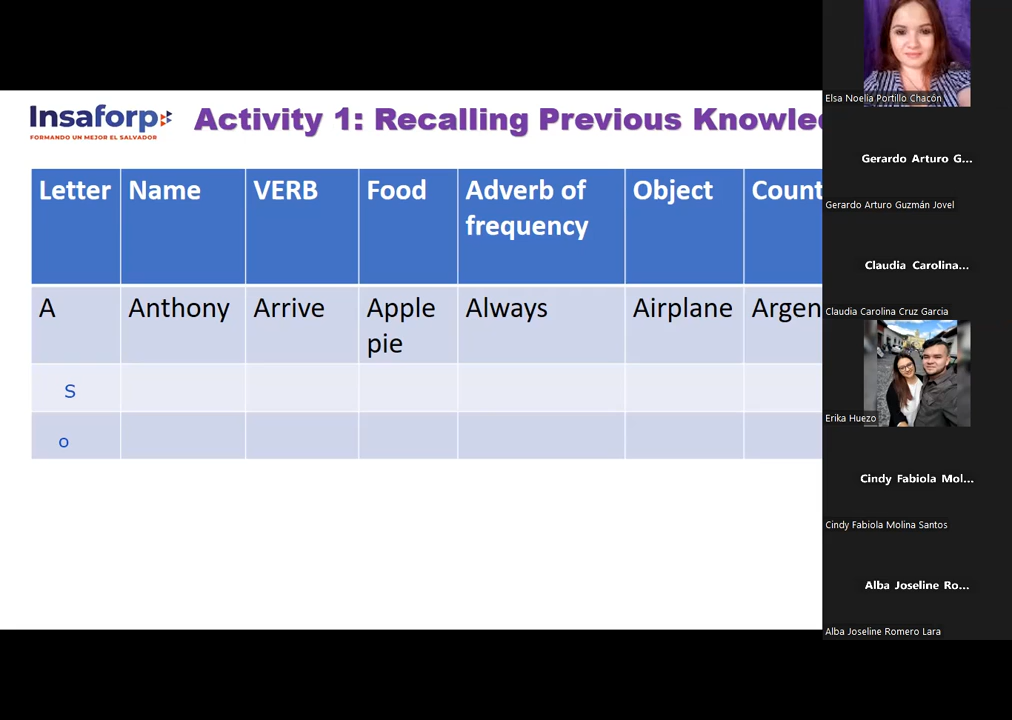 Insaforp
FORMANDO UN MEJOR EL SALVADOR
Activity 1: Recalling Previous Knowle
Letter Name VERB Food Adverb of frequency Object Count
A Anthony Arrive Apple pie Always Airplane Argen
S
o
Elsa Noelia Portillo Chacón
Gerardo Arturo G...
Gerardo Arturo Guzmán Jovel
Claudia Carolina...
Claudia Carolina Cruz Garcia
Erika Huezo
Cindy Fabiola Mol...
Cindy Fabiola Molina Santos
Alba Joseline Ro...
Alba Joseline Romero Lara